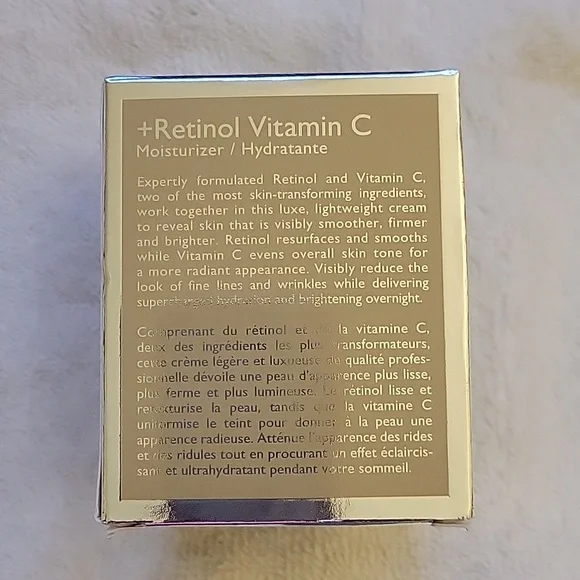 +Retinol Vitamin C
Moisturizer / Hydratante
Expertly formulated Retinol and Vitamin C,
two of the most skin-transforming ingredients,
work together in this luxe, lightweight cream
to reveal skin that is visibly smoother, firmer
and brighter. Retinol resurfaces and smooths
while Vitamin C evens overall skin tone for
a more radiant appearance. Visibly reduce the
look of fine lines and wrinkles while delivering
supercharged hydration and brightening overnight.
Comprenant du rétinol et de la vitamine C,
deux des ingrédients les plus transformateurs,
cette crème légère et luxueuse de qualité profes-
sionnelle dévoile une peau d'apparence plus lisse,
plus ferme et plus lumineuse. Le rétinol lisse et
retexturise la peau, tandis que la vitamine C
uniformise le teint pour donner à la peau une
apparence radieuse. Atténue l'apparence des rides
et des ridules tout en procurant un effet éclaircis-
sant et ultrahydratant pendant votre sommeil.